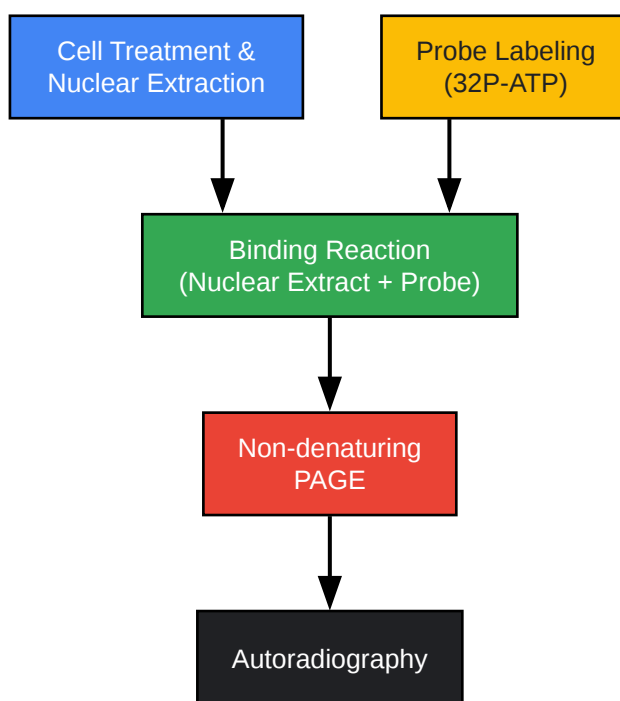 Cell Treatment &
Nuclear Extraction
Probe Labeling
(32P-ATP)
Binding Reaction
(Nuclear Extract + Probe)
Non-denaturing
PAGE
Autoradiography